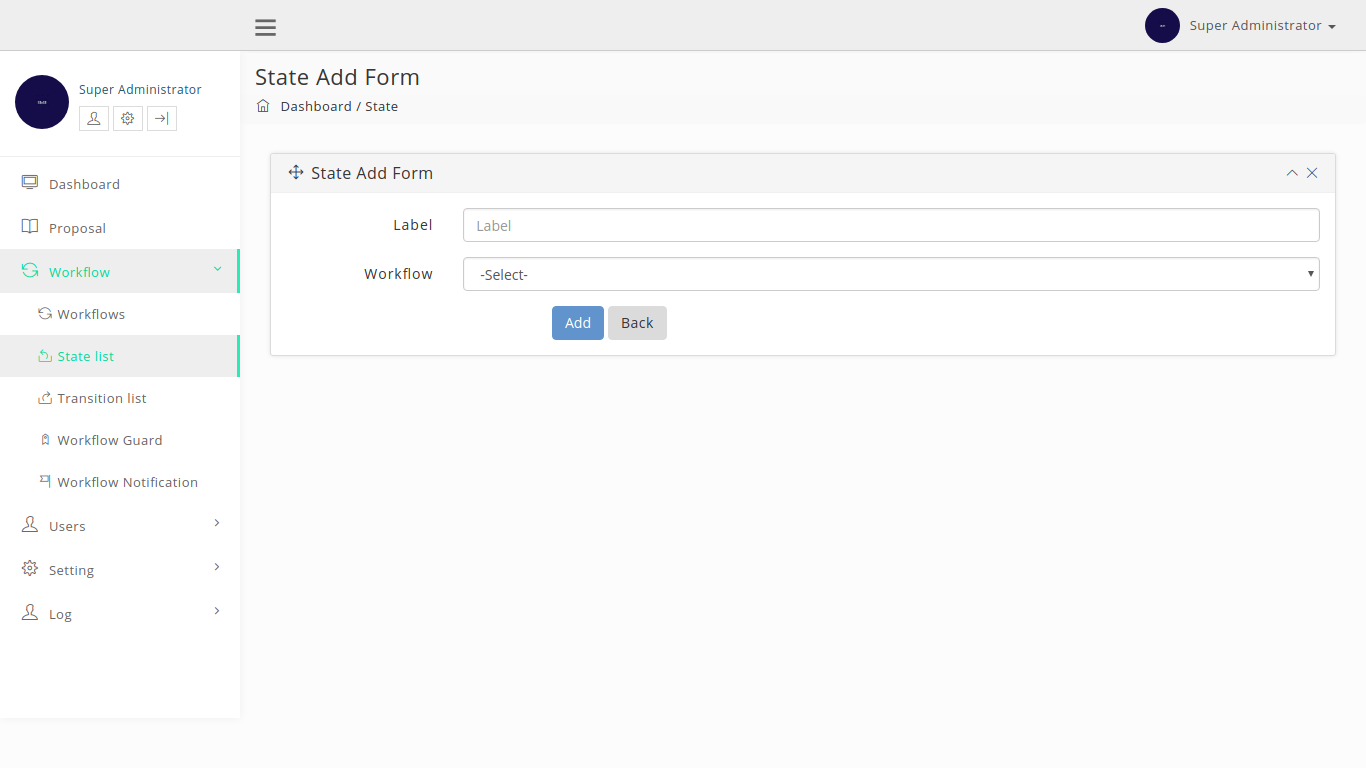 Super Administrator
Super Administrator
State Add Form
Dashboard / State
Dashboard
Proposal
Workflow
Workflows
State list
Transition list
Workflow Guard
Workflow Notification
Users
Setting
Log
State Add Form
Label
Label
Workflow
-Select-
Add
Back